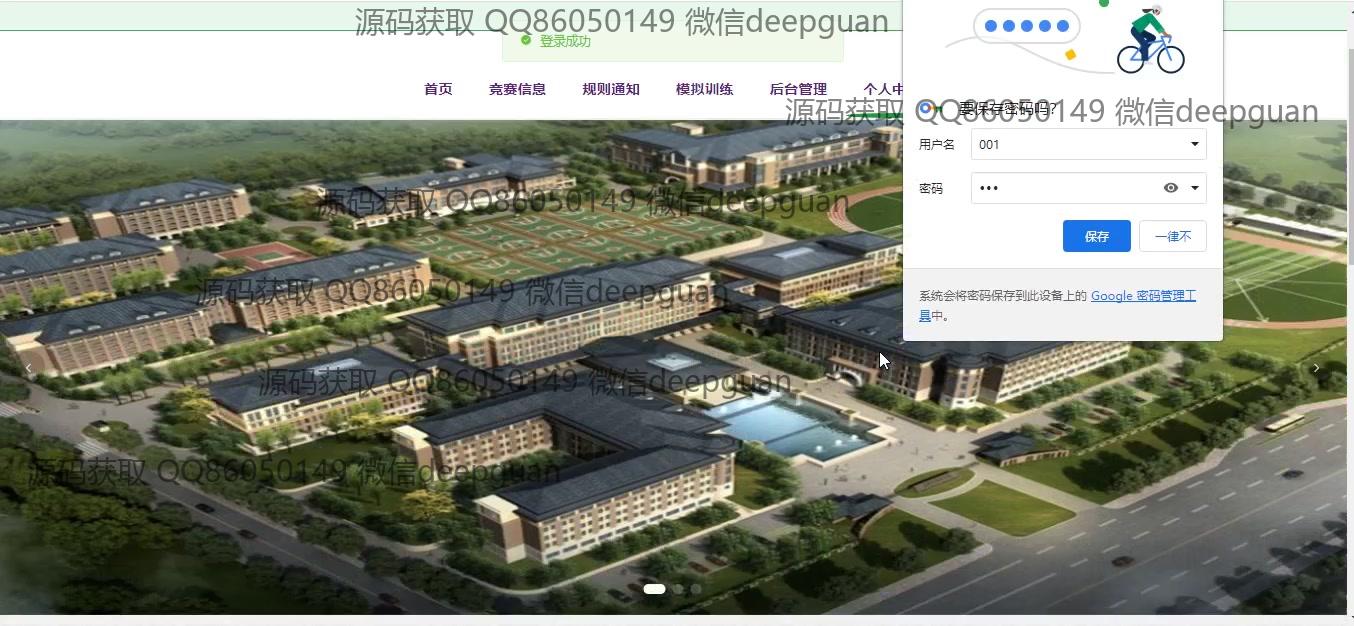 源码获取 QQ86050149 微信deepguan
登录成功
首页 竞赛信息 规则通知 模拟训练 后台管理 个人中
源码获取 QQ86050149 微信deepguan
要保存密码吗?
用户名 001
密码 •••
保存 一律不
系统会将密码保存到此设备上的 Google 密码管理工
具中。
源码获取 QQ86050149 微信deepguan
源码获取 QQ86050149 微信deepguan
源码获取 QQ86050149 微信deepguan
源码获取 QQ86050149 微信deepguan